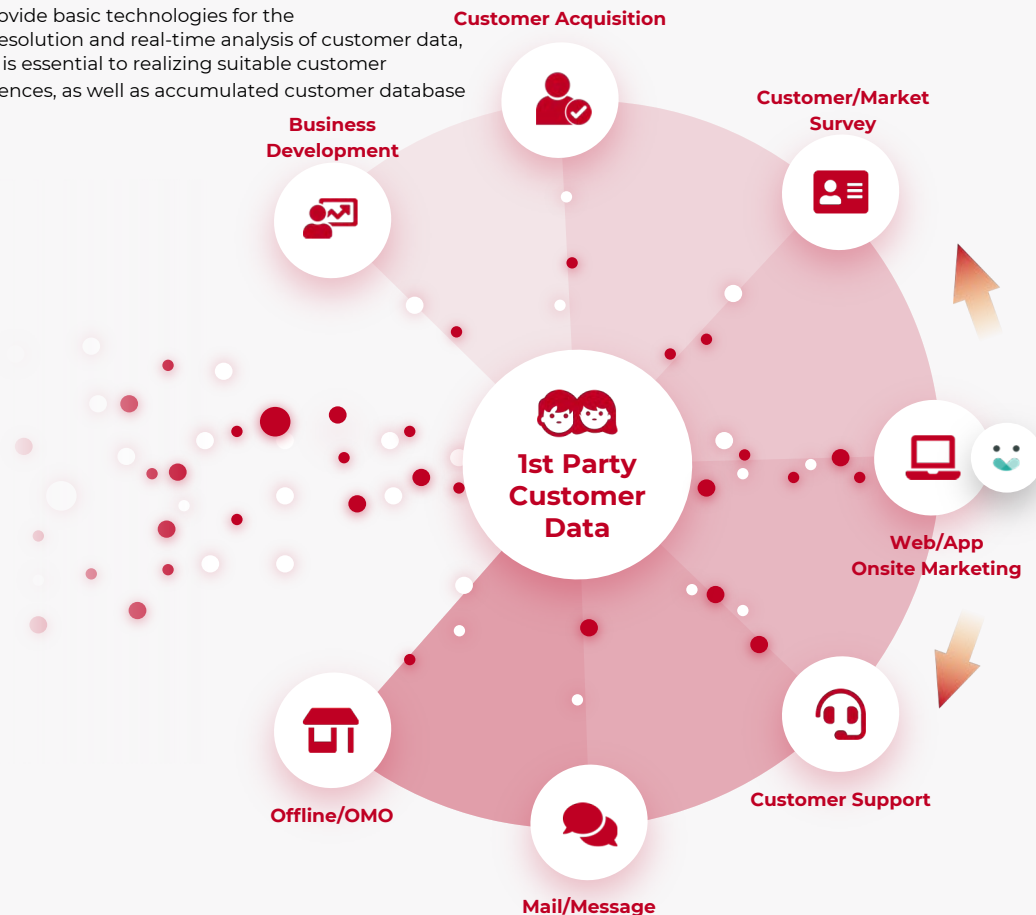 ovide basic technologies for the
esolution and real-time analysis of customer data,
is essential to realizing suitable customer
ences, as well as accumulated customer database
Customer Acquisition
Customer/Market
Survey
Business
Development
1st Party
Customer
Data
Web/App
Onsite Marketing
Customer Support
Offline/OMO
Mail/Message